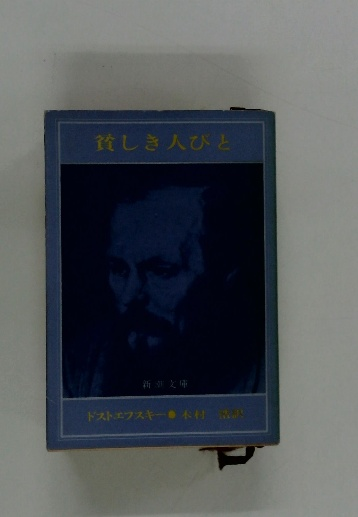 貧しき人びと
新潮文庫
ドストエフスキー●木村 浩訳